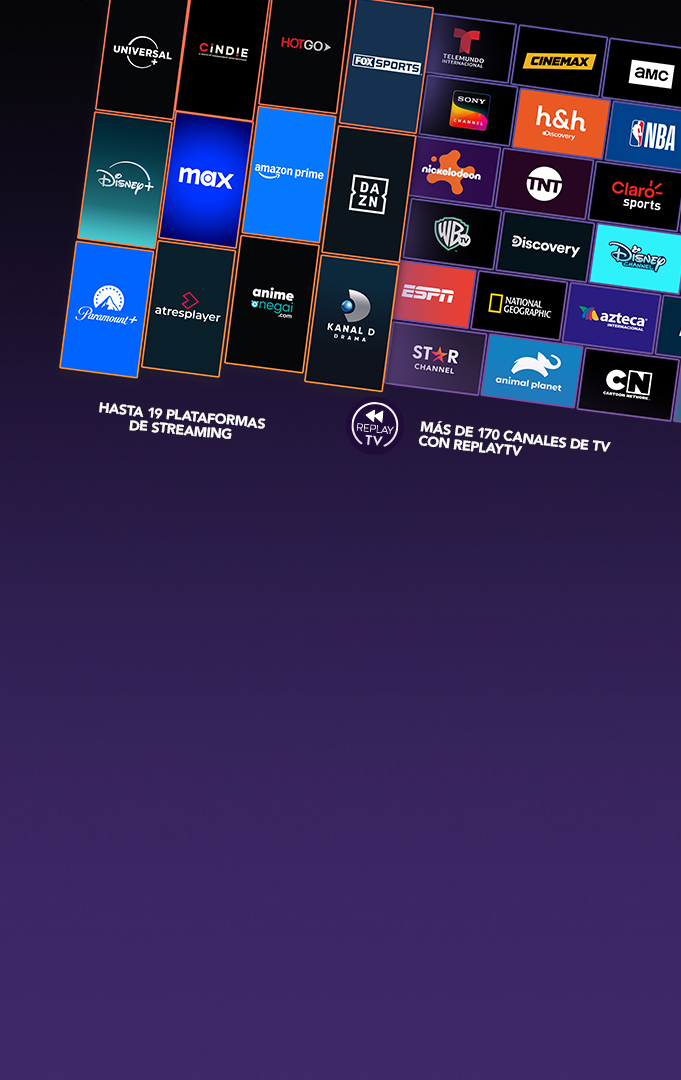 UNIVERSAL+
CiNDiE
HOTGO
FOX SPORTS
Disney+
max
amazon prime
DAZN
Paramount+
atresplayer
anime
onegai
.com
KANAL D
DRAMA
TELEMUNDO
INTERNACIONAL
CINEMAX
aMC
SONY
CHANNEL
h&h
Discovery
NBA
nickelodeon
TNT
Claro
sports
WB TV
Discovery
Disney
CHANNEL
ESPN
NATIONAL
GEOGRAPHIC
azteca
INTERNACIONAL
STAR
CHANNEL
animal planet
CN
CARTOON NETWORK
HASTA 19 PLATAFORMAS
DE STREAMING
REPLAY
TV
MÁS DE 170 CANALES DE TV
CON REPLAYTV